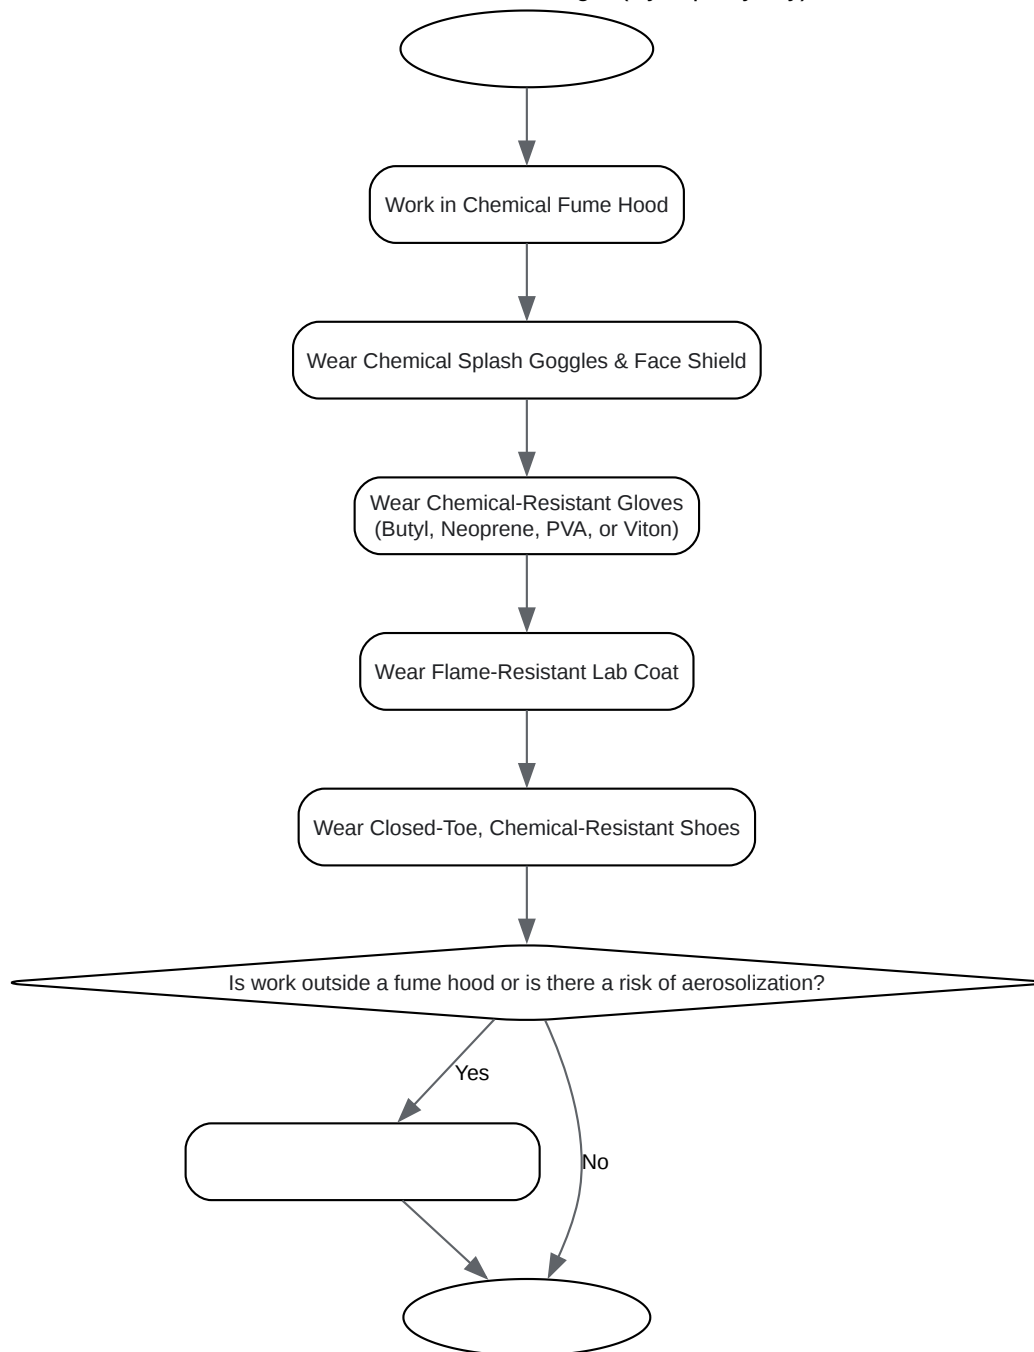 Work in Chemical Fume Hood
Wear Chemical Splash Goggles & Face Shield
Wear Chemical-Resistant Gloves
(Butyl, Neoprene, PVA, or Viton)
Wear Flame-Resistant Lab Coat
Wear Closed-Toe, Chemical-Resistant Shoes
Is work outside a fume hood or is there a risk of aerosolization?
Yes
No